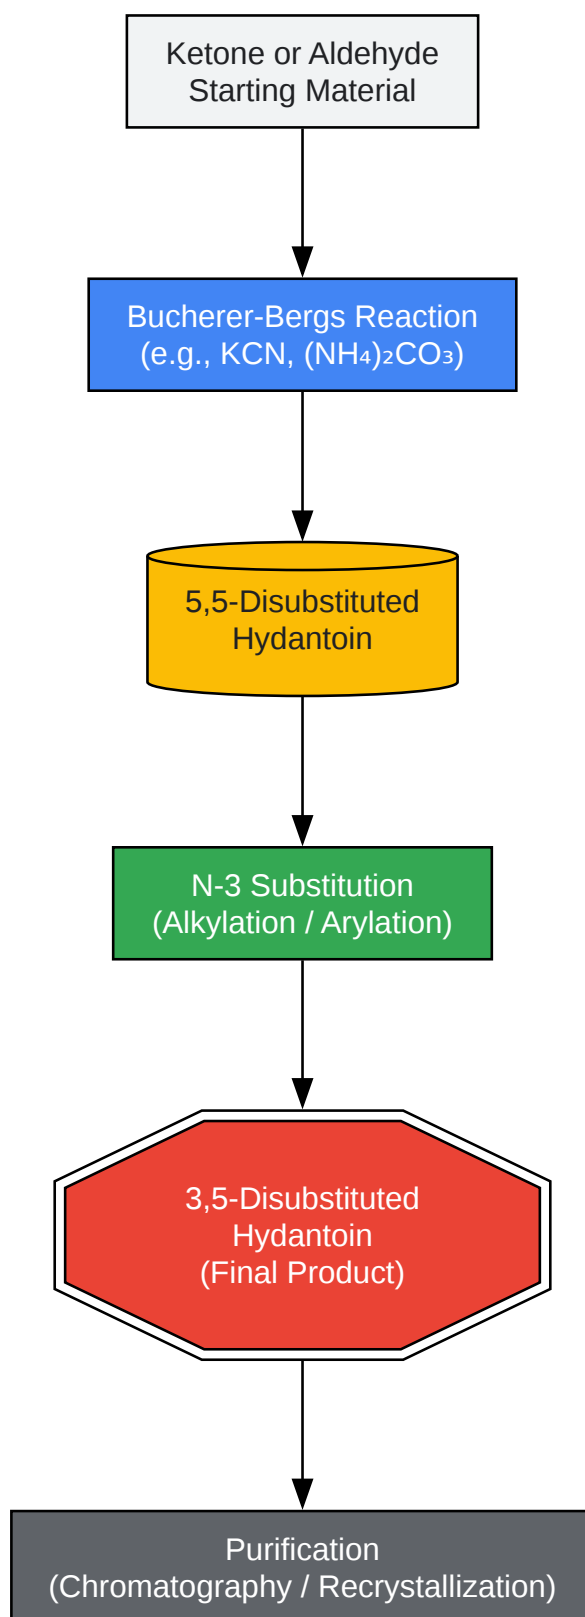 Ketone or Aldehyde
Starting Material
Bucherer-Bergs Reaction
(e.g., KCN, (NH₄)₂CO₃)
5,5-Disubstituted
Hydantoin
N-3 Substitution
(Alkylation / Arylation)
3,5-Disubstituted
Hydantoin
(Final Product)
Purification
(Chromatography / Recrystallization)